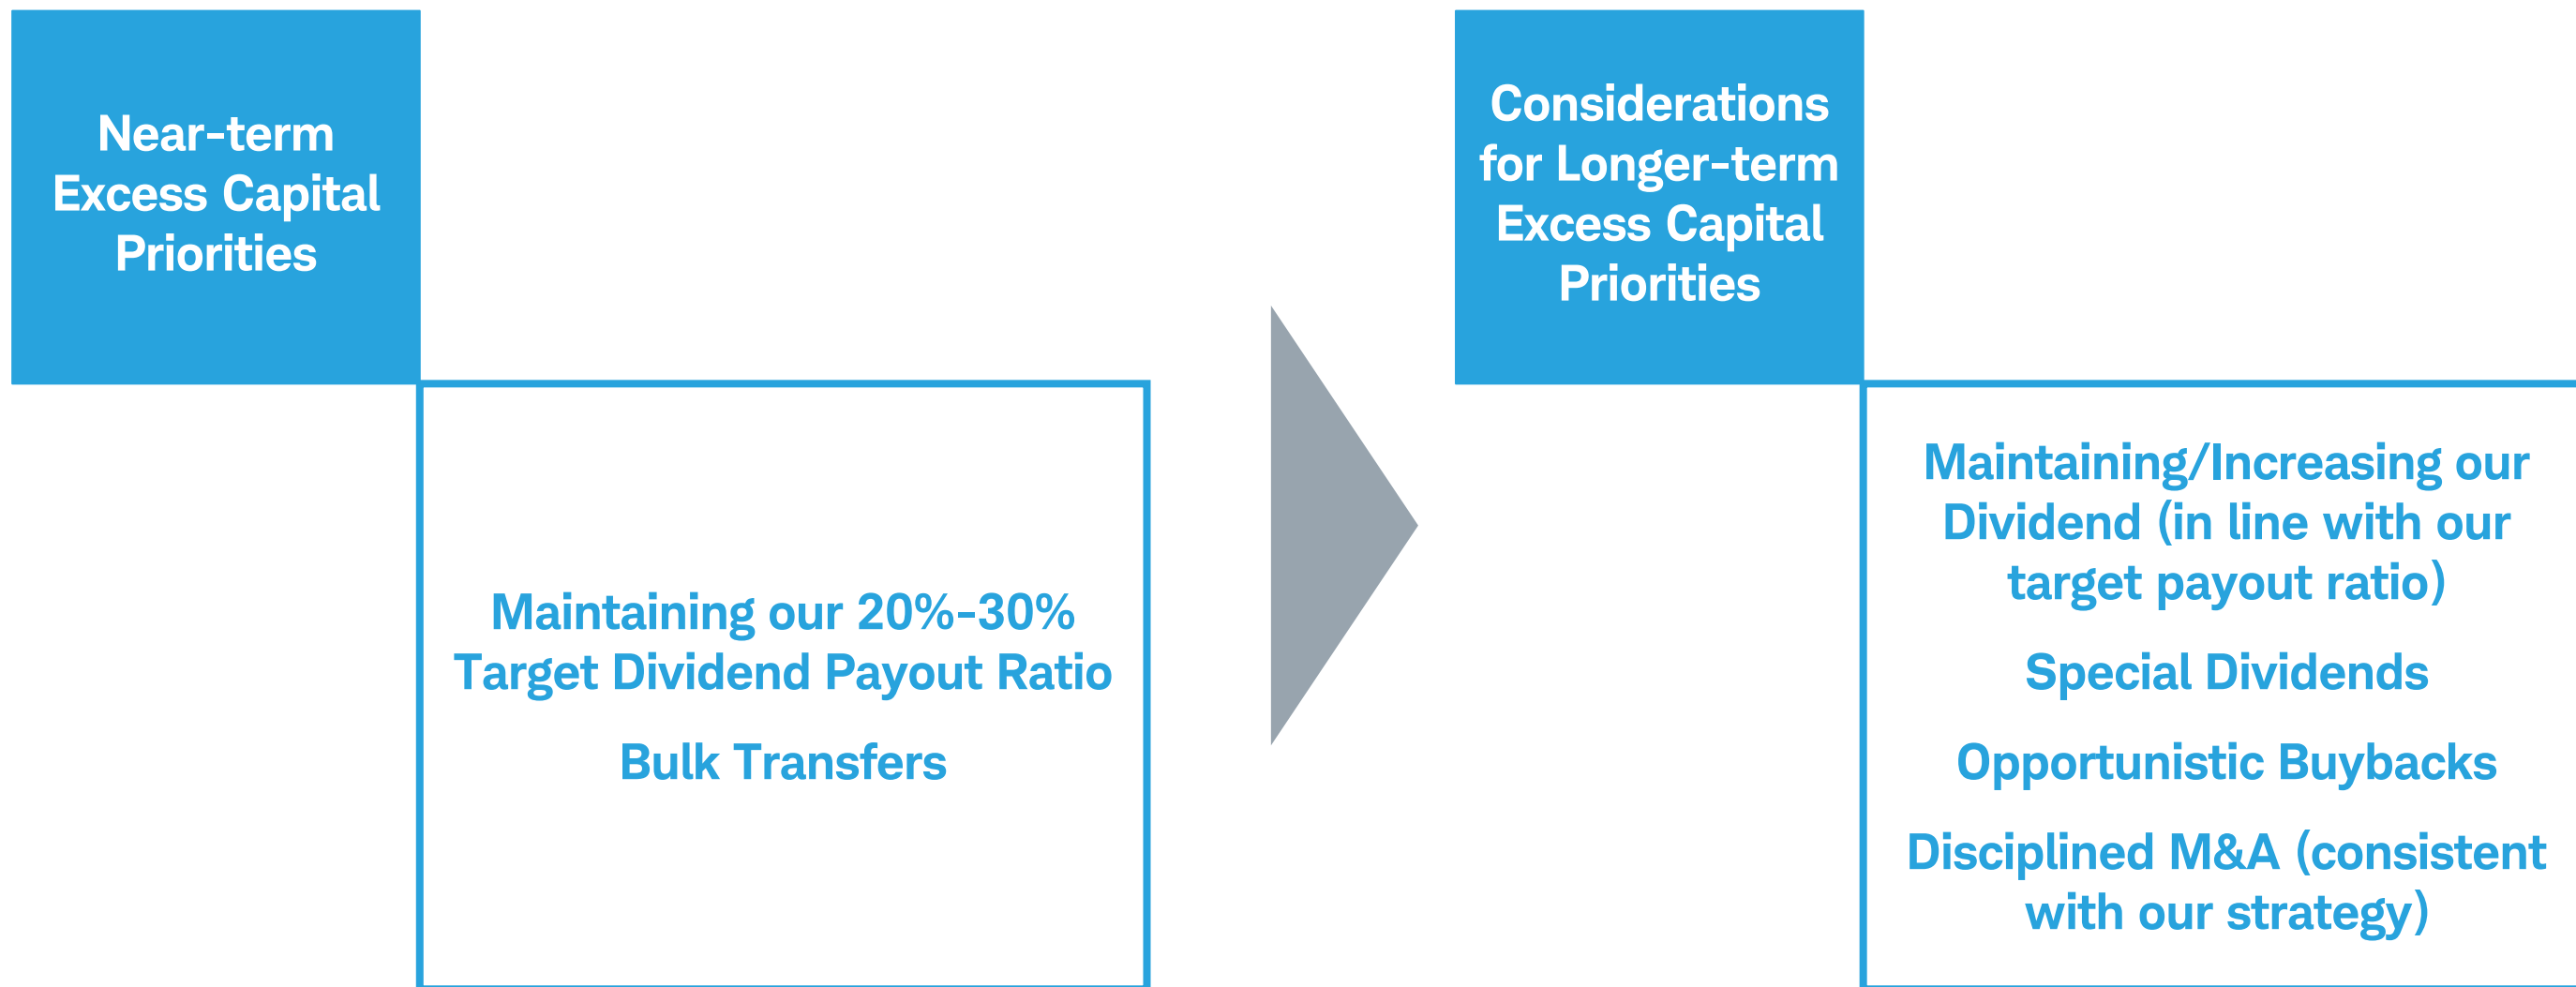 Near-term
Excess Capital
Priorities
Maintaining our 20%-30%
Target Dividend Payout Ratio
Bulk Transfers
Considerations
for Longer-term
Excess Capital
Priorities
Maintaining/Increasing our
Dividend (in line with our
target payout ratio)
Special Dividends
Opportunistic Buybacks
Disciplined M&A (consistent
with our strategy)